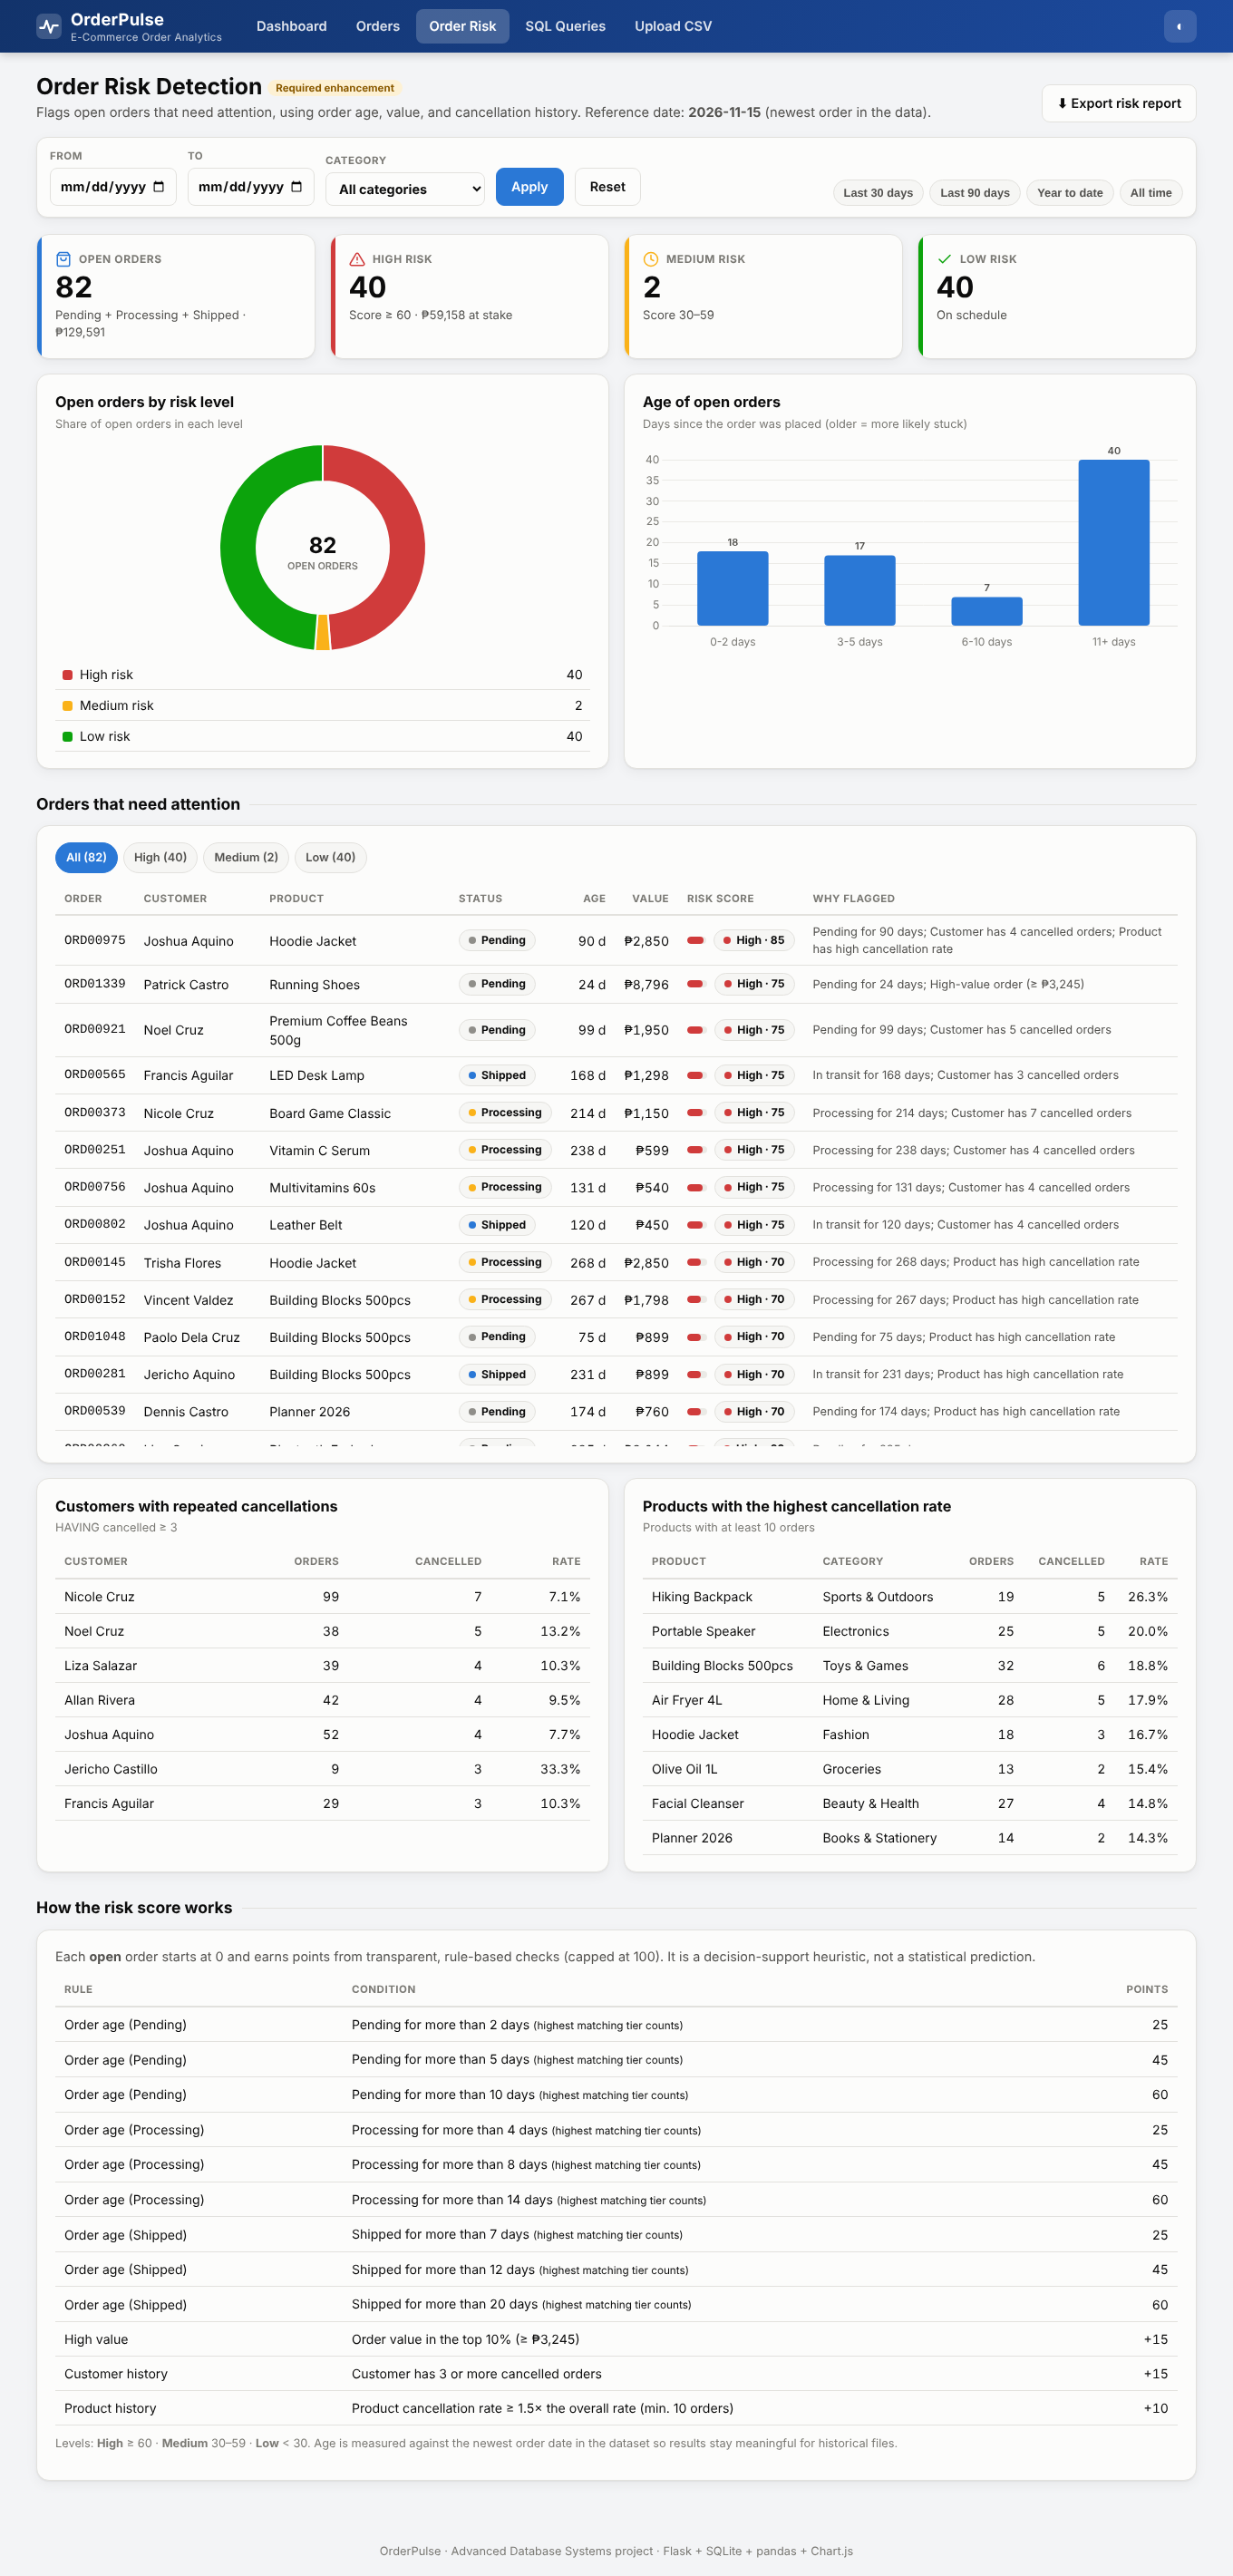 OrderPulse
E-Commerce Order Analytics
Dashboard Orders Order Risk SQL Queries Upload CSV
Order Risk Detection Required enhancement
Flags open orders that need attention, using order age, value, and cancellation history. Reference date: 2026-11-15 (newest order in the data).
⬇ Export risk report
FROM TO CATEGORY
mm/dd/yyyy mm/dd/yyyy All categories Apply Reset
Last 30 days Last 90 days Year to date All time
OPEN ORDERS
82
Pending + Processing + Shipped ·
₱129,591
HIGH RISK
40
Score ≥ 60 · ₱59,158 at stake
MEDIUM RISK
2
Score 30–59
LOW RISK
40
On schedule
Open orders by risk level
Share of open orders in each level
82
OPEN ORDERS
High risk 40
Medium risk 2
Low risk 40
Age of open orders
Days since the order was placed (older = more likely stuck)
40
35
30
25
20
15
10
5
0
18
17
7
40
0-2 days 3-5 days 6-10 days 11+ days
Orders that need attention
All (82) High (40) Medium (2) Low (40)
ORDER CUSTOMER PRODUCT STATUS AGE VALUE RISK SCORE WHY FLAGGED
ORD00975 Joshua Aquino Hoodie Jacket Pending 90 d ₱2,850 High · 85 Pending for 90 days; Customer has 4 cancelled orders; Product
has high cancellation rate
ORD01339 Patrick Castro Running Shoes Pending 24 d ₱8,796 High · 75 Pending for 24 days; High-value order (≥ ₱3,245)
ORD00921 Noel Cruz Premium Coffee Beans
500g Pending 99 d ₱1,950 High · 75 Pending for 99 days; Customer has 5 cancelled orders
ORD00565 Francis Aguilar LED Desk Lamp Shipped 168 d ₱1,298 High · 75 In transit for 168 days; Customer has 3 cancelled orders
ORD00373 Nicole Cruz Board Game Classic Processing 214 d ₱1,150 High · 75 Processing for 214 days; Customer has 7 cancelled orders
ORD00251 Joshua Aquino Vitamin C Serum Processing 238 d ₱599 High · 75 Processing for 238 days; Customer has 4 cancelled orders
ORD00756 Joshua Aquino Multivitamins 60s Processing 131 d ₱540 High · 75 Processing for 131 days; Customer has 4 cancelled orders
ORD00802 Joshua Aquino Leather Belt Shipped 120 d ₱450 High · 75 In transit for 120 days; Customer has 4 cancelled orders
ORD00145 Trisha Flores Hoodie Jacket Processing 268 d ₱2,850 High · 70 Processing for 268 days; Product has high cancellation rate
ORD00152 Vincent Valdez Building Blocks 500pcs Processing 267 d ₱1,798 High · 70 Processing for 267 days; Product has high cancellation rate
ORD01048 Paolo Dela Cruz Building Blocks 500pcs Pending 75 d ₱899 High · 70 Pending for 75 days; Product has high cancellation rate
ORD00281 Jericho Aquino Building Blocks 500pcs Shipped 231 d ₱899 High · 70 In transit for 231 days; Product has high cancellation rate
ORD00539 Dennis Castro Planner 2026 Pending 174 d ₱760 High · 70 Pending for 174 days; Product has high cancellation rate
Customers with repeated cancellations
HAVING cancelled ≥ 3
CUSTOMER ORDERS CANCELLED RATE
Nicole Cruz 99 7 7.1%
Noel Cruz 38 5 13.2%
Liza Salazar 39 4 10.3%
Allan Rivera 42 4 9.5%
Joshua Aquino 52 4 7.7%
Jericho Castillo 9 3 33.3%
Francis Aguilar 29 3 10.3%
Products with the highest cancellation rate
Products with at least 10 orders
PRODUCT CATEGORY ORDERS CANCELLED RATE
Hiking Backpack Sports & Outdoors 19 5 26.3%
Portable Speaker Electronics 25 5 20.0%
Building Blocks 500pcs Toys & Games 32 6 18.8%
Air Fryer 4L Home & Living 28 5 17.9%
Hoodie Jacket Fashion 18 3 16.7%
Olive Oil 1L Groceries 13 2 15.4%
Facial Cleanser Beauty & Health 27 4 14.8%
Planner 2026 Books & Stationery 14 2 14.3%
How the risk score works
Each open order starts at 0 and earns points from transparent, rule-based checks (capped at 100). It is a decision-support heuristic, not a statistical prediction.
RULE CONDITION POINTS
Order age (Pending) Pending for more than 2 days (highest matching tier counts) 25
Order age (Pending) Pending for more than 5 days (highest matching tier counts) 45
Order age (Pending) Pending for more than 10 days (highest matching tier counts) 60
Order age (Processing) Processing for more than 4 days (highest matching tier counts) 25
Order age (Processing) Processing for more than 8 days (highest matching tier counts) 45
Order age (Processing) Processing for more than 14 days (highest matching tier counts) 60
Order age (Shipped) Shipped for more than 7 days (highest matching tier counts) 25
Order age (Shipped) Shipped for more than 12 days (highest matching tier counts) 45
Order age (Shipped) Shipped for more than 20 days (highest matching tier counts) 60
High value Order value in the top 10% (≥ ₱3,245) +15
Customer history Customer has 3 or more cancelled orders +15
Product history Product cancellation rate ≥ 1.5× the overall rate (min. 10 orders) +10
Levels: High ≥ 60 · Medium 30–59 · Low < 30. Age is measured against the newest order date in the dataset so results stay meaningful for historical files.
OrderPulse · Advanced Database Systems project · Flask + SQLite + pandas + Chart.js